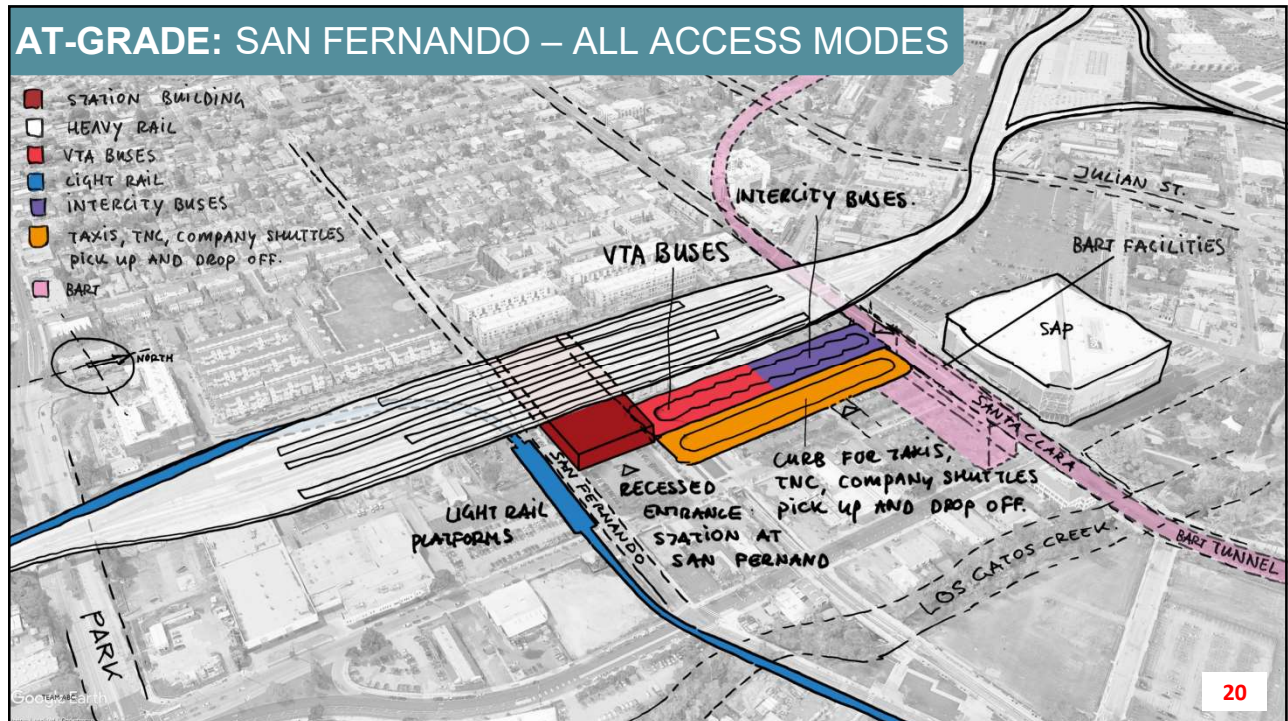 AT-GRADE: SAN FERNANDO – ALL ACCESS MODES
STATION BUILDING
HEAVY RAIL
VTA BUSES
LIGHT RAIL
INTERCITY BUSES
TAXIS, TNC, COMPANY SHUTTLES
PICK UP AND DROP OFF.
BART
NORTH
INTERCITY BUSES.
JULIAN ST.
VTA BUSES
BART FACILITIES
SAP
SANTA CLARA
SAN FERNANDO
CURB FOR TAXIS,
TNC, COMPANY SHUTTLES
PICK UP AND DROP OFF.
RECESSED
ENTRANCE
STATION AT
SAN FERNAND
LIGHT RAIL
PLATFORMS
BART TUNNEL
LOS GATOS CREEK.
PARK
Google Earth
TEAM ABC
20